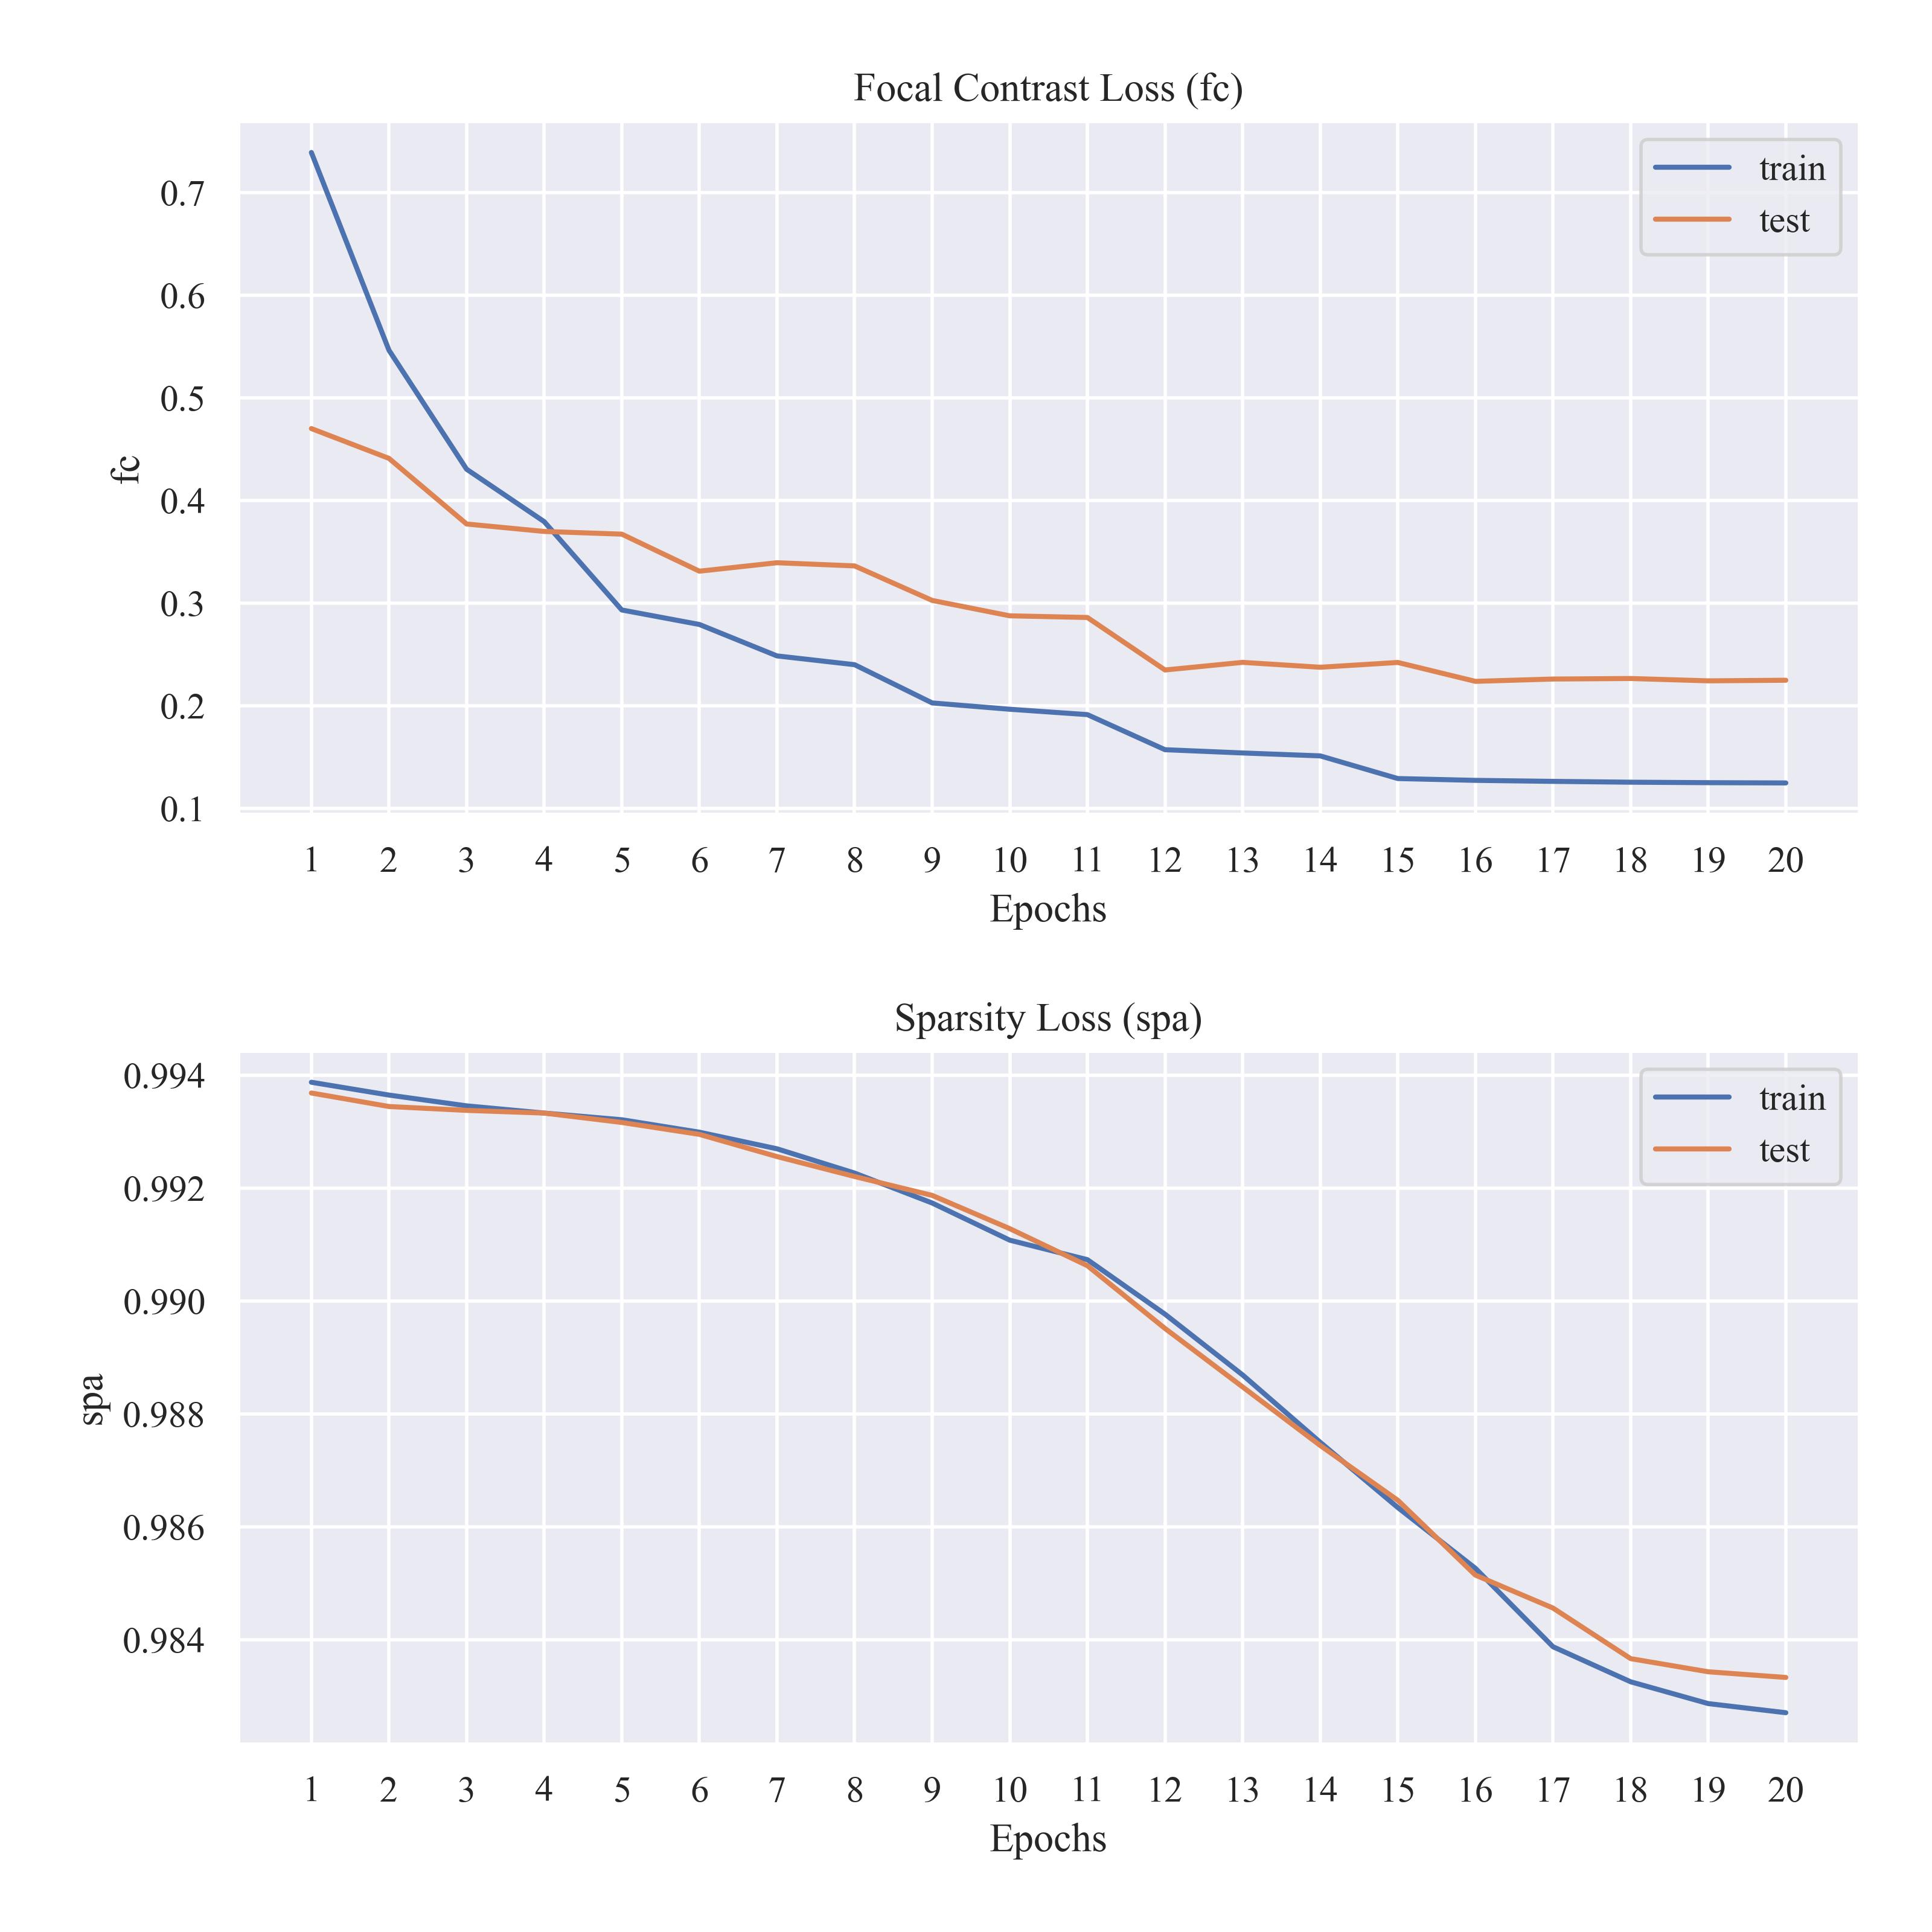 Focal Contrast Loss (fc)
train
test
0.7
0.6
0.5
0.4
0.3
0.2
0.1
fc
1 2 3 4 5 6 7 8 9 10 11 12 13 14 15 16 17 18 19 20
Epochs
Sparsity Loss (spa)
train
test
0.994
0.992
0.990
0.988
0.986
0.984
spa
1 2 3 4 5 6 7 8 9 10 11 12 13 14 15 16 17 18 19 20
Epochs